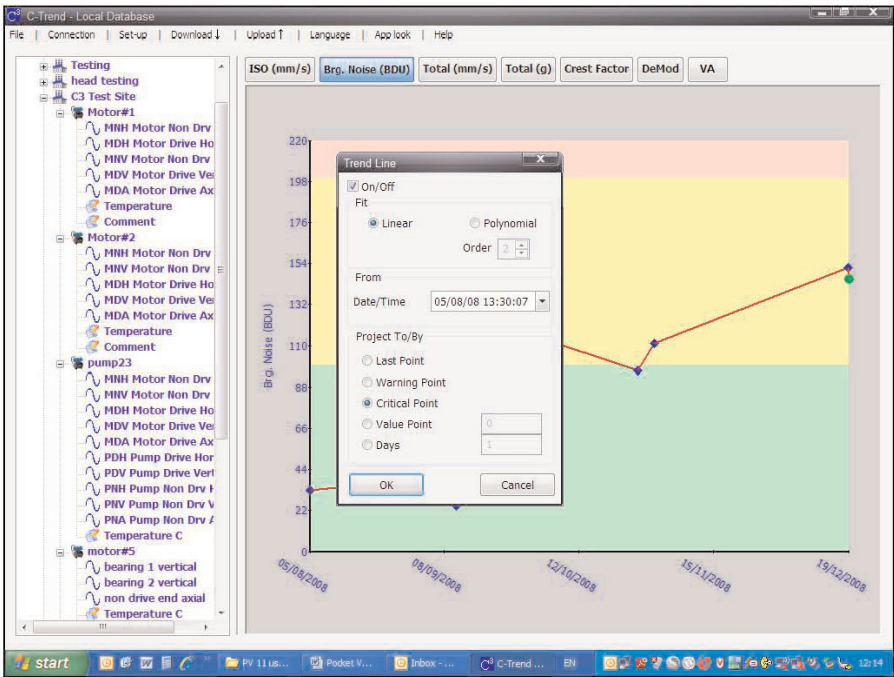 C-Trend - Local Database
File | Connection | Set-up | Download↓ | Upload↑ | Language | App look | Help
Testing
head testing
C3 Test Site
Motor#1
MNH Motor Non Drv
MDH Motor Drive Ho
MNV Motor Non Drv
MDV Motor Drive Ver
MDA Motor Drive Ax
Temperature
Comment
Motor#2
MNH Motor Non Drv
MNV Motor Non Drv
MDH Motor Drive Ho
MDV Motor Drive Ver
MDA Motor Drive Ax
Temperature
Comment
pump23
MNH Motor Non Drv
MNV Motor Non Drv
MDH Motor Drive Ho
MDV Motor Drive Ver
MDA Motor Drive Ax
PDH Pump Drive Hor
PDV Pump Drive Vert
PNH Pump Non Drv H
PNV Pump Non Drv V
PNA Pump Non Drv A
Temperature C
motor#5
bearing 1 vertical
bearing 2 vertical
non drive end axial
Temperature C
ISO (mm/s) Brg. Noise (BDU) Total (mm/s) Total (g) Crest Factor DeMod VA
Brg. Noise (BDU)
220
198
176
154
132
110
88
66
44
22
0
05/08/2008 08/09/2008 12/10/2008 15/11/2008 19/12/2008
Trend Line
x
On/Off
Fit
Linear Polynomial
Order 2
From
Date/Time 05/08/08 13:30:07
Project To/By
Last Point
Warning Point
Critical Point
Value Point 0
Days 1
OK Cancel
start PV 11 us... Pocket V... Inbox - ... C-Trend ... EN 12:14